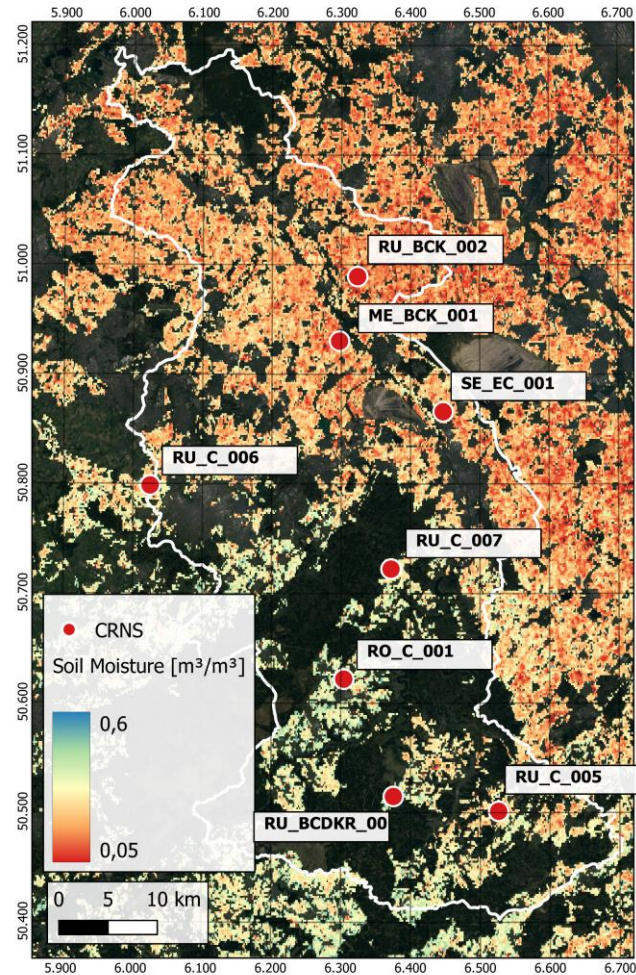 5.900 6.000 6.100 6.200 6.300 6.400 6.500 6.600 6.700
51.200
51.100
RU_BCK_002
51.000
ME_BCK_001
50.900
SE_EC_001
RU_C_006
50.800
RU_C_007
50.700
CRNS
RO_C_001
Soil Moisture [m³/m³]
50.600
0,6
RU_C_005
50.500
RU_BCDKR_00
0,05
0 5 10 km
50.400
5.900 6.000 6.100 6.200 6.300 6.400 6.500 6.600 6.700